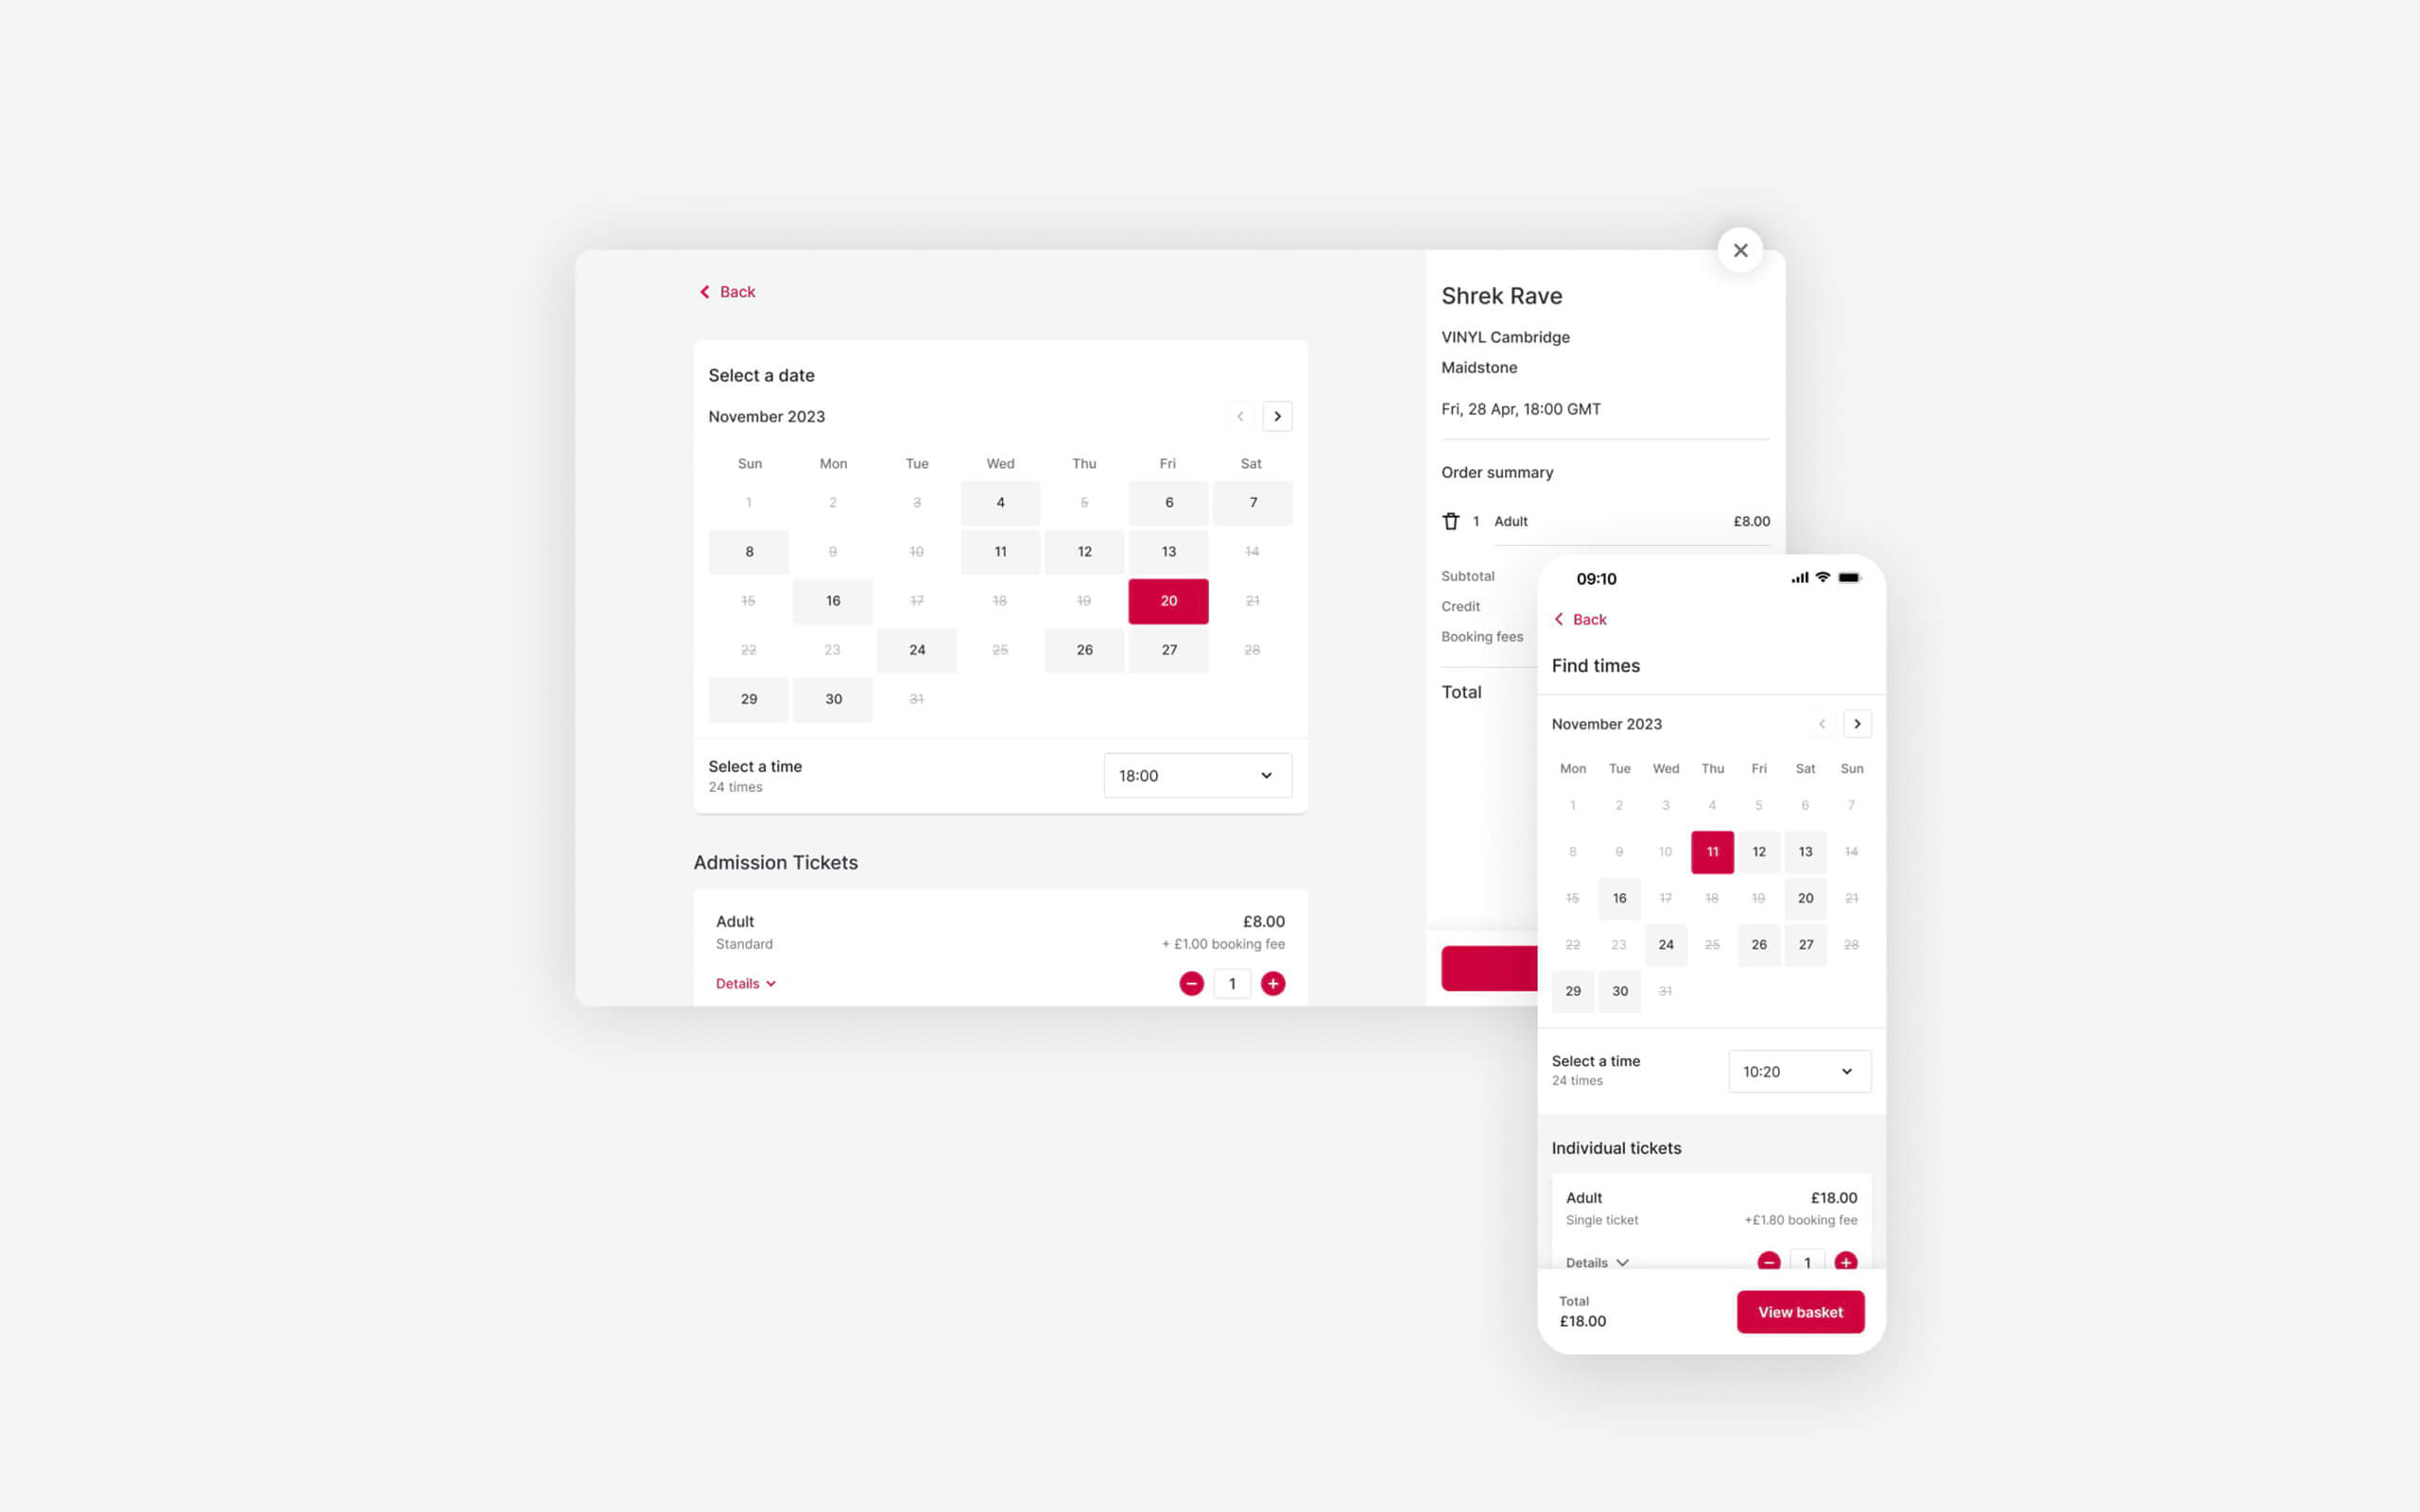 Back
Select a date
November 2023
Sun Mon Tue Wed Thu Fri Sat
1 2 3 4 5 6 7
8 9 10 11 12 13 14
15 16 17 18 19 20 21
22 23 24 25 26 27 28
29 30 31
Select a time
24 times
18:00
Admission Tickets
Adult £8.00
Standard + £1.00 booking fee
Details 1
Shrek Rave
VINYL Cambridge
Maidstone
Fri, 28 Apr, 18:00 GMT
Order summary
1 Adult £8.00
Subtotal
Credit
Booking fees
Total
09:10
Back
Find times
November 2023
Mon Tue Wed Thu Fri Sat Sun
1 2 3 4 5 6 7
8 9 10 11 12 13 14
15 16 17 18 19 20 21
22 23 24 25 26 27 28
29 30 31
Select a time
24 times
10:20
Individual tickets
Adult £18.00
Single ticket +£1.80 booking fee
Details 1
Total
£18.00
View basket